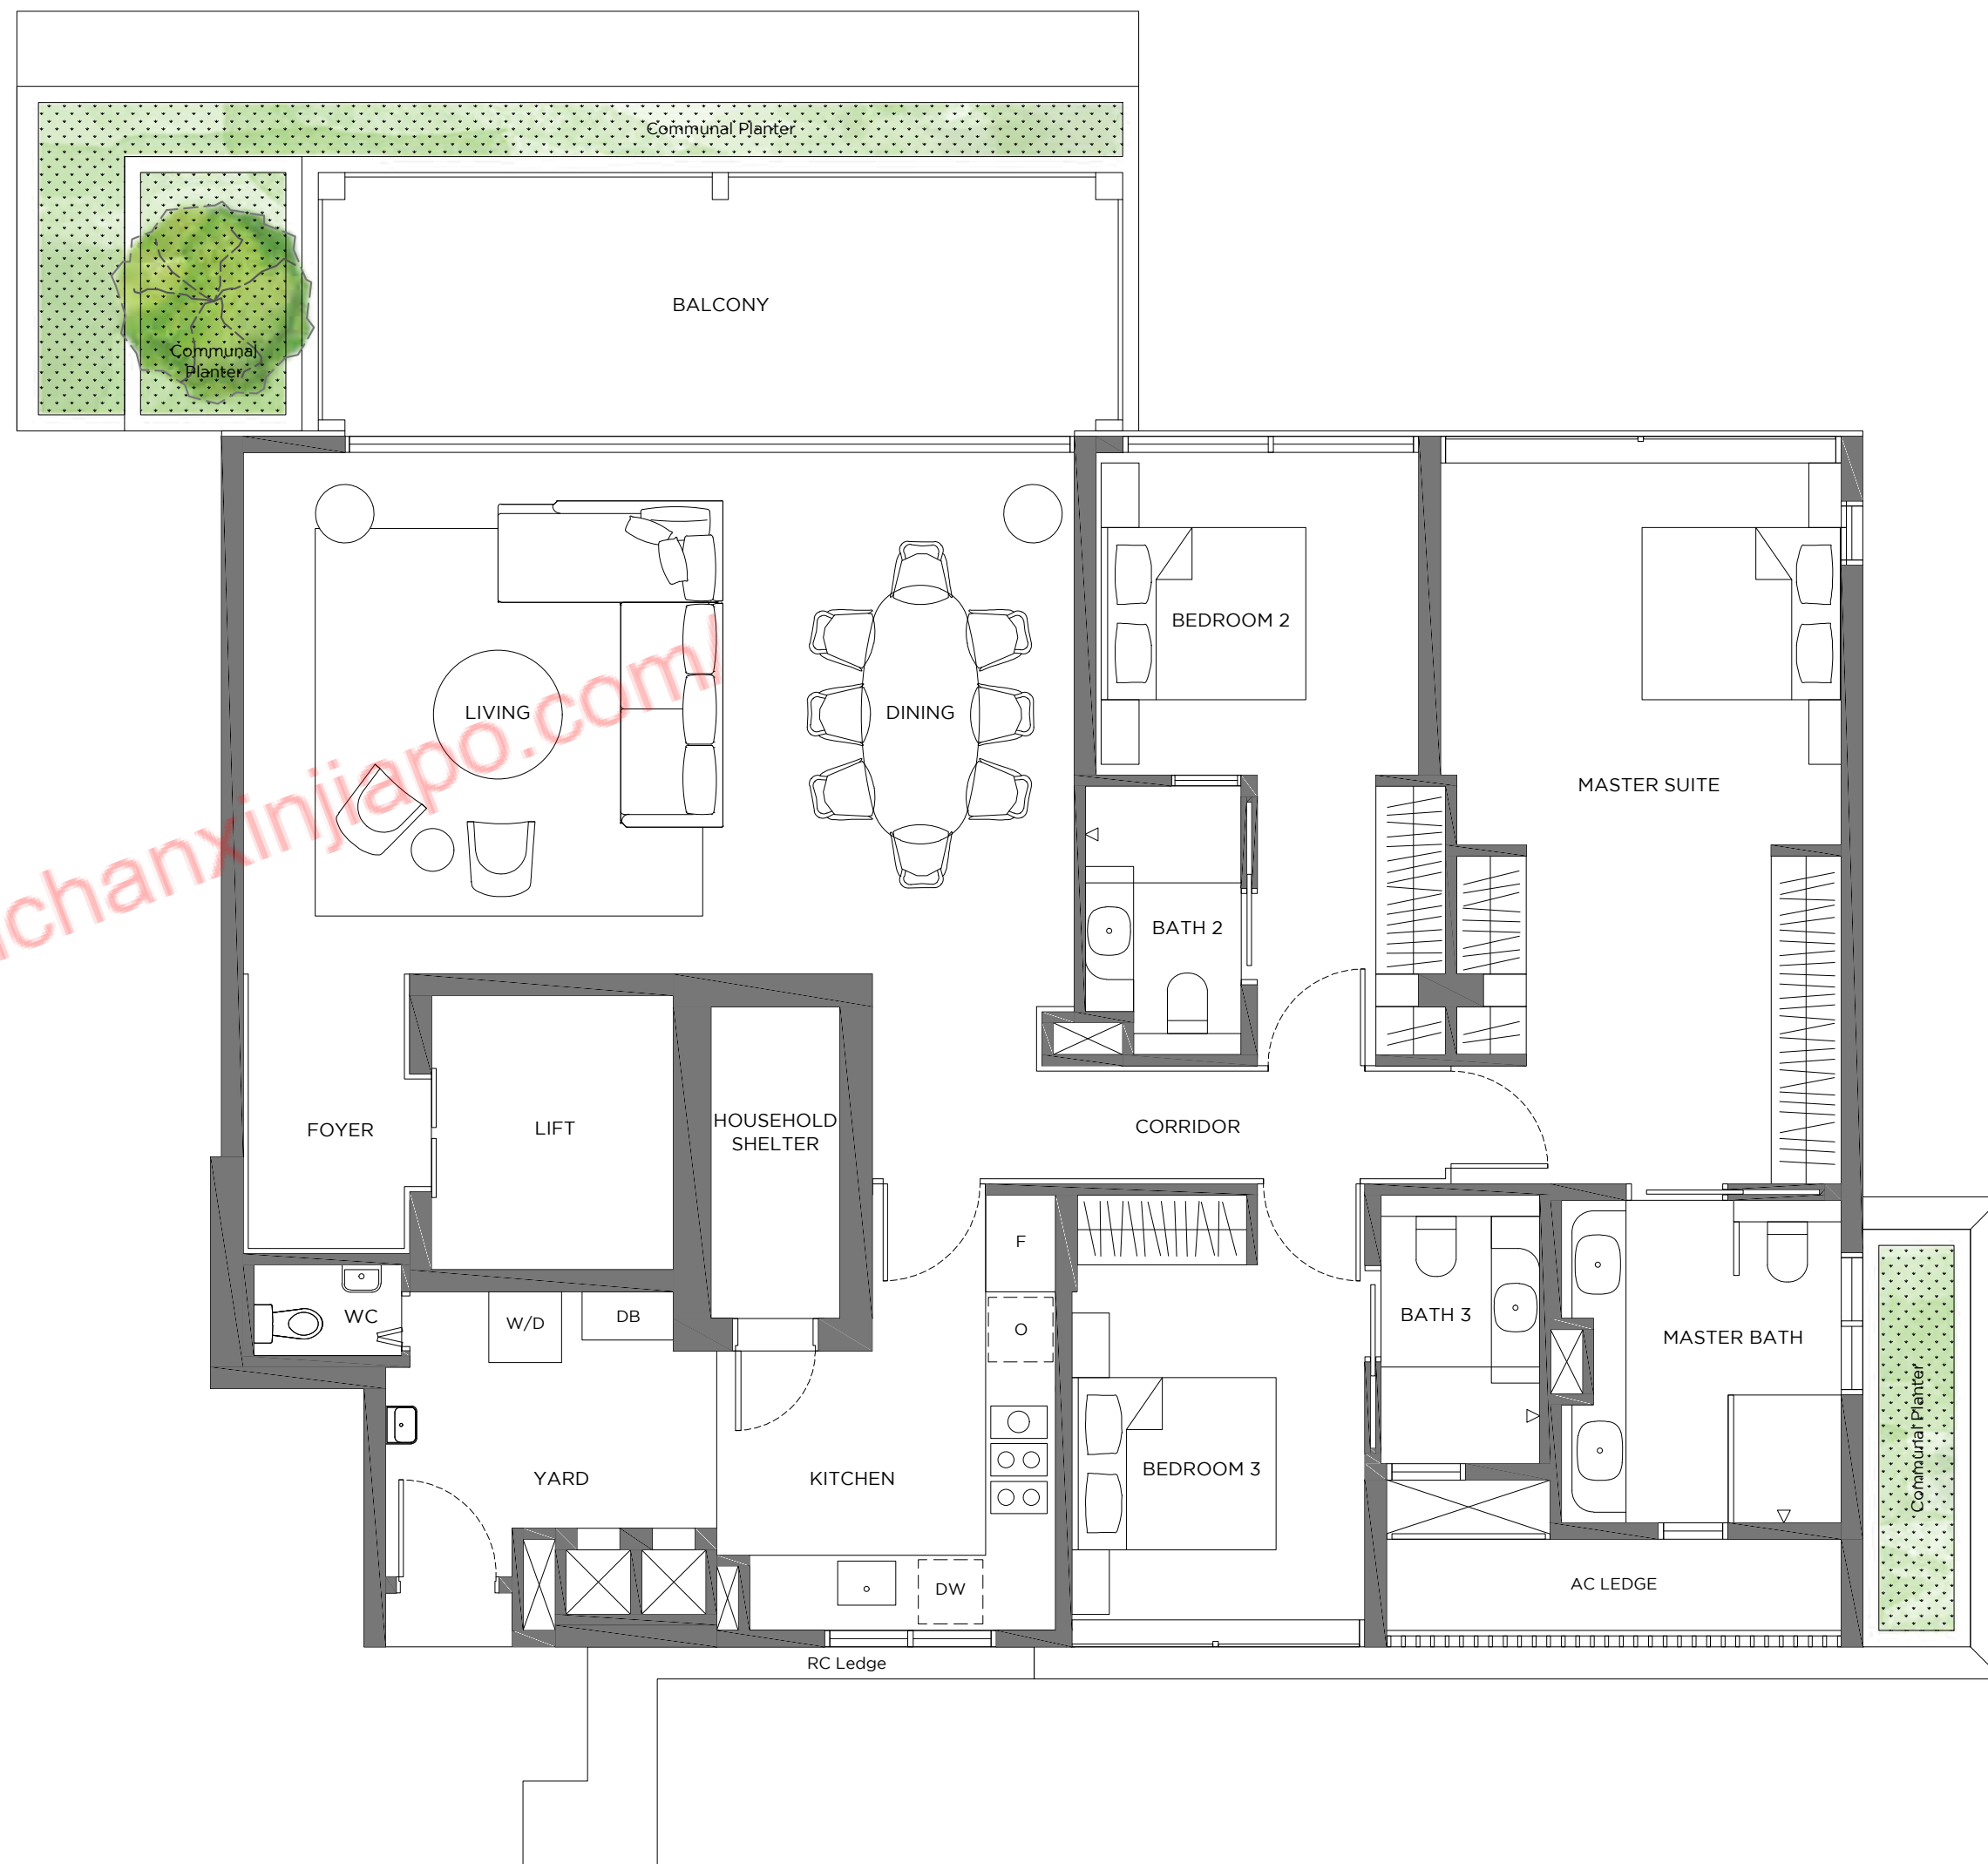 Communal Planter
BALCONY
Communal
Planter
BEDROOM 2
LIVING
DINING
MASTER SUITE
chanxinjiapo.com/
BATH 2
HOUSEHOLD
SHELTER
FOYER
LIFT
CORRIDOR
F
WC
W/D
DB
O
BATH 3
MASTER BATH
Communal Planter
YARD
KITCHEN
BEDROOM 3
DW
AC LEDGE
RC Ledge